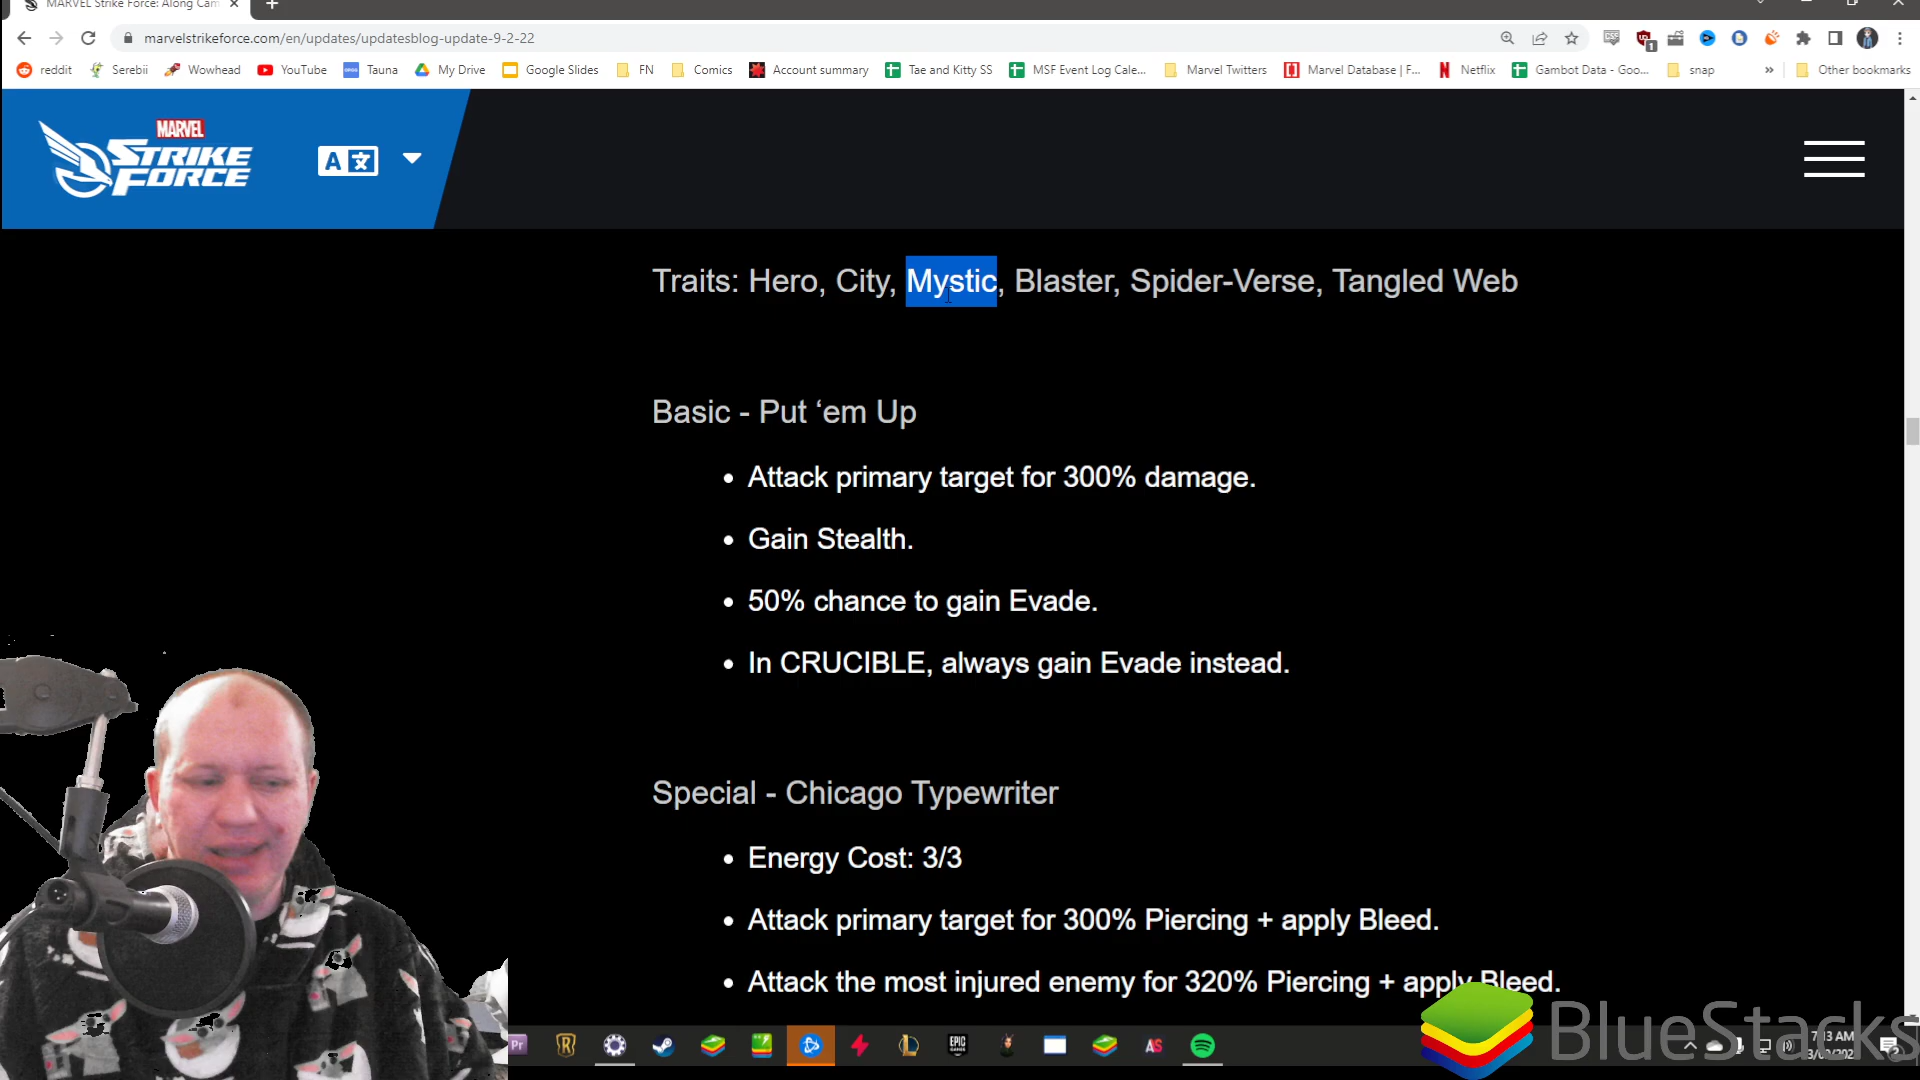 MARVEL Strike Force: Along Cam
marvelstrikeforce.com/en/updates/updatesblog-update-9-2-22
reddit Serebii Wowhead YouTube Tauna My Drive Google Slides FN Comics Account summary Tae and Kitty SS MSF Event Log Cale... Marvel Twitters Marvel Database | F... Netflix Gambot Data - Goo... snap » Other bookmarks
MARVEL
STRIKE
FORCE
A 文
Traits: Hero, City, Mystic, Blaster, Spider-Verse, Tangled Web
Basic - Put ‘em Up
• Attack primary target for 300% damage.
• Gain Stealth.
• 50% chance to gain Evade.
• In CRUCIBLE, always gain Evade instead.
Special - Chicago Typewriter
• Energy Cost: 3/3
• Attack primary target for 300% Piercing + apply Bleed.
• Attack the most injured enemy for 320% Piercing + apply Bleed.
Pr R EPIC GAMES AS
BlueStacks